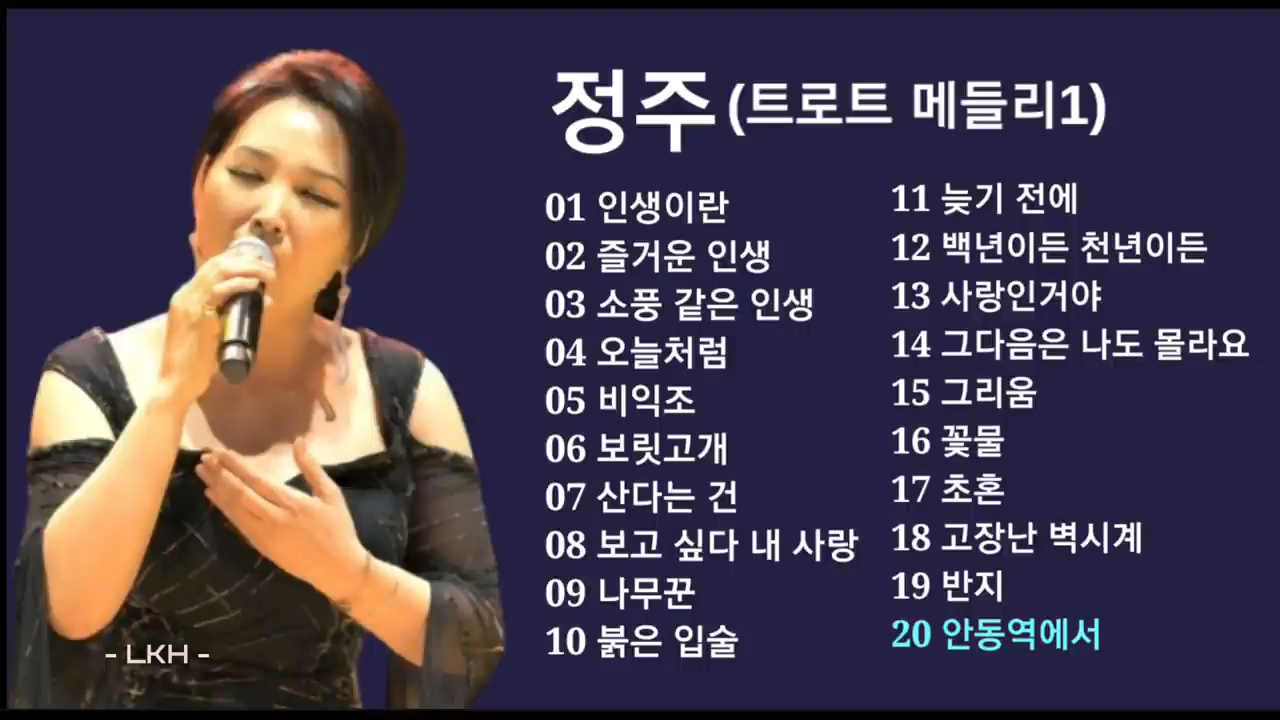 정주 (트로트 메들리1)
01 인생이란
02 즐거운 인생
03 소풍 같은 인생
04 오늘처럼
05 비익조
06 보릿고개
07 산다는 건
08 보고 싶다 내 사랑
09 나무꾼
10 붉은 입술
11 늦기 전에
12 백년이든 천년이든
13 사랑인거야
14 그다음은 나도 몰라요
15 그리움
16 꽃물
17 초혼
18 고장난 벽시계
19 반지
20 안동역에서
- LKH -